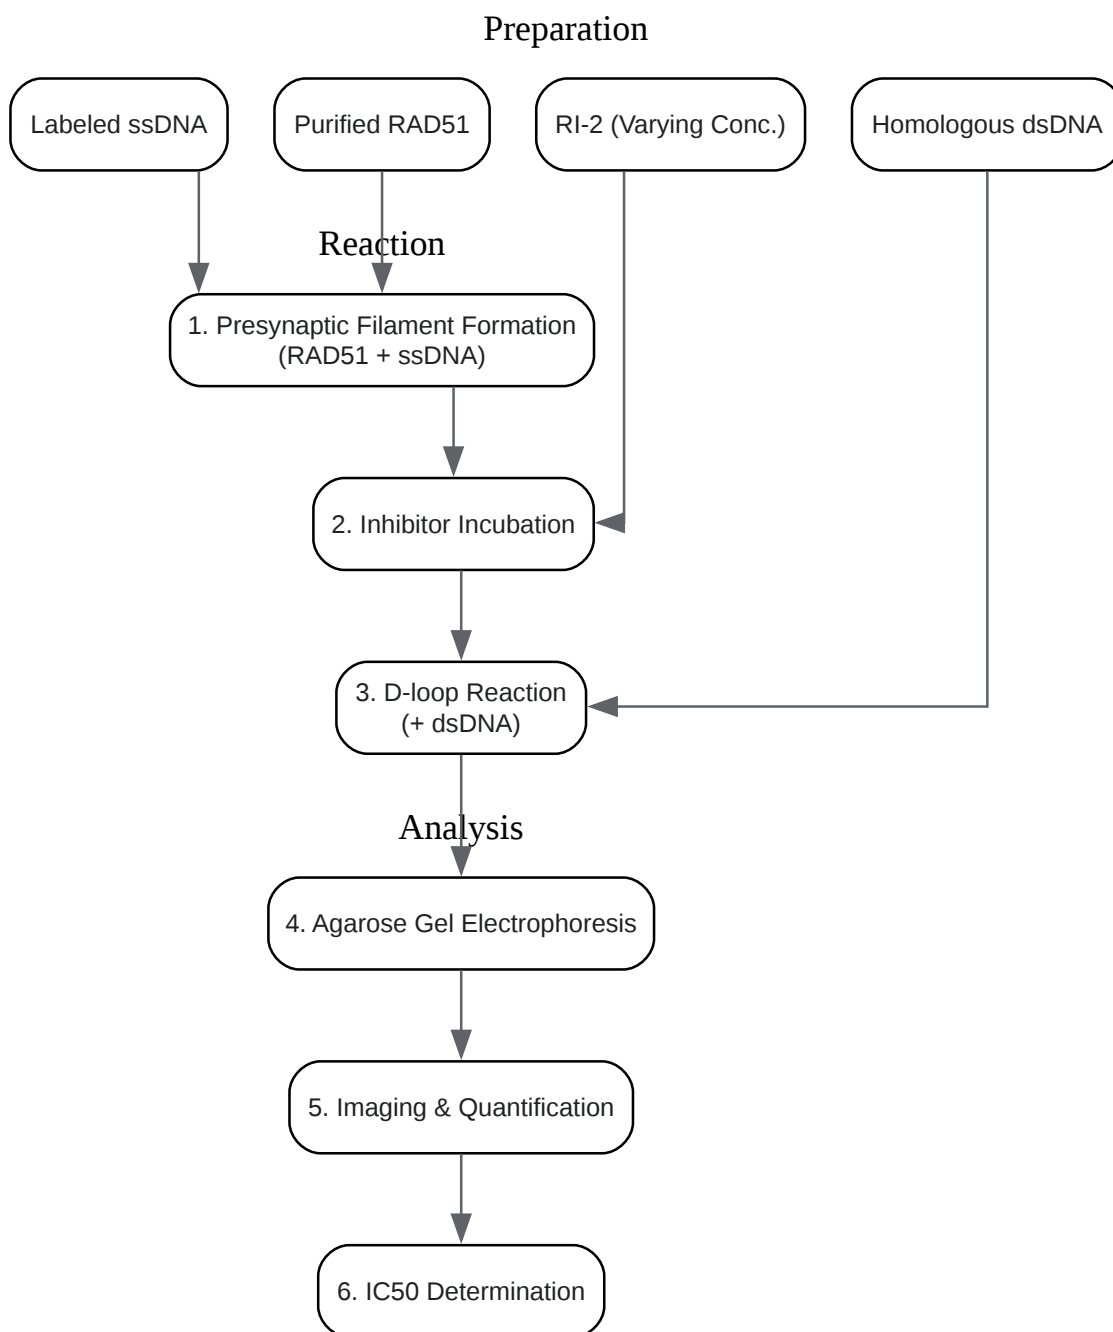 Preparation
Labeled ssDNA
Purified RAD51
RI-2 (Varying Conc.)
Homologous dsDNA
Reaction
1. Presynaptic Filament Formation
(RAD51 + ssDNA)
2. Inhibitor Incubation
3. D-loop Reaction
(+ dsDNA)
Analysis
4. Agarose Gel Electrophoresis
5. Imaging & Quantification
6. IC50 Determination